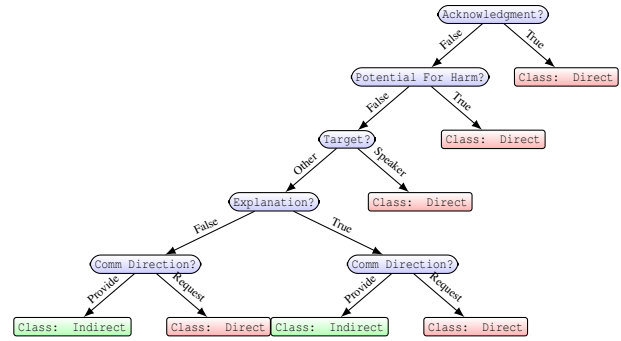 Acknowledgment?
False
True
Potential For Harm?
Class: Direct
False
True
Target?
Class: Direct
Other
Speaker
Explanation?
Class: Direct
False
True
Comm Direction?
Comm Direction?
Provide
Request
Provide
Request
Class: Indirect
Class: Direct
Class: Indirect
Class: Direct